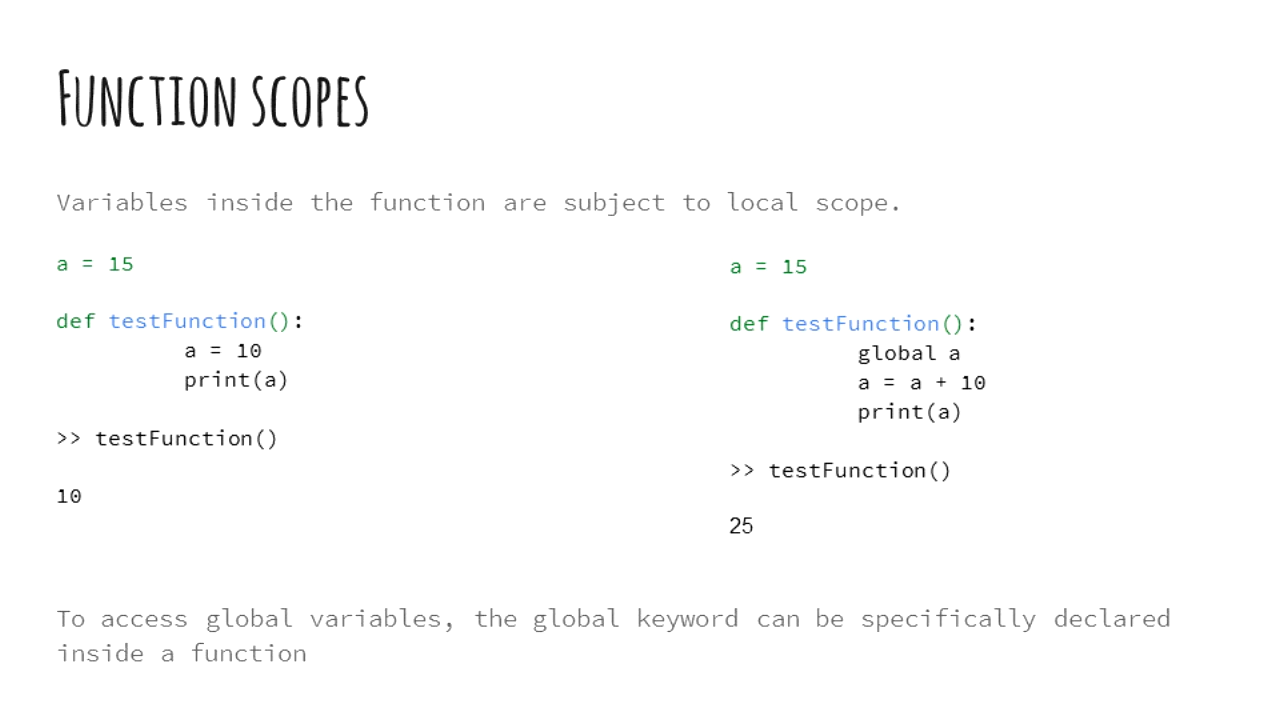 Function scopes
Variables inside the function are subject to local scope.
a = 15
def testFunction():
a = 10
print(a)
>> testFunction()
10
a = 15
def testFunction():
global a
a = a + 10
print(a)
>> testFunction()
25
To access global variables, the global keyword can be specifically declared
inside a function